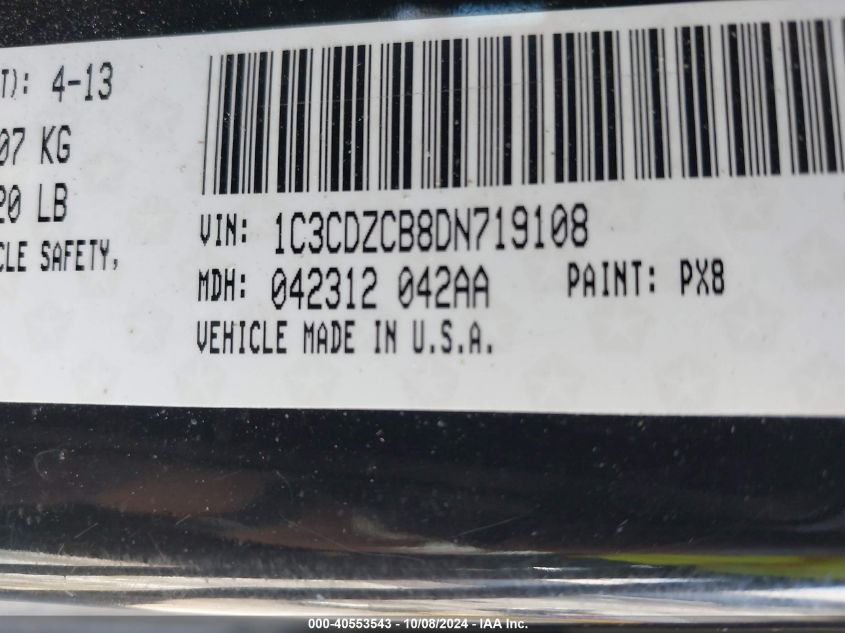 T): 4-13
07 KG
20 LB
CLE SAFETY,
VIN: 1C3CDZCB8DN719108
MDH: 042312 042AA PAINT: PX8
VEHICLE MADE IN U.S.A.
000-40553543 - 10/08/2024 - IAA Inc.